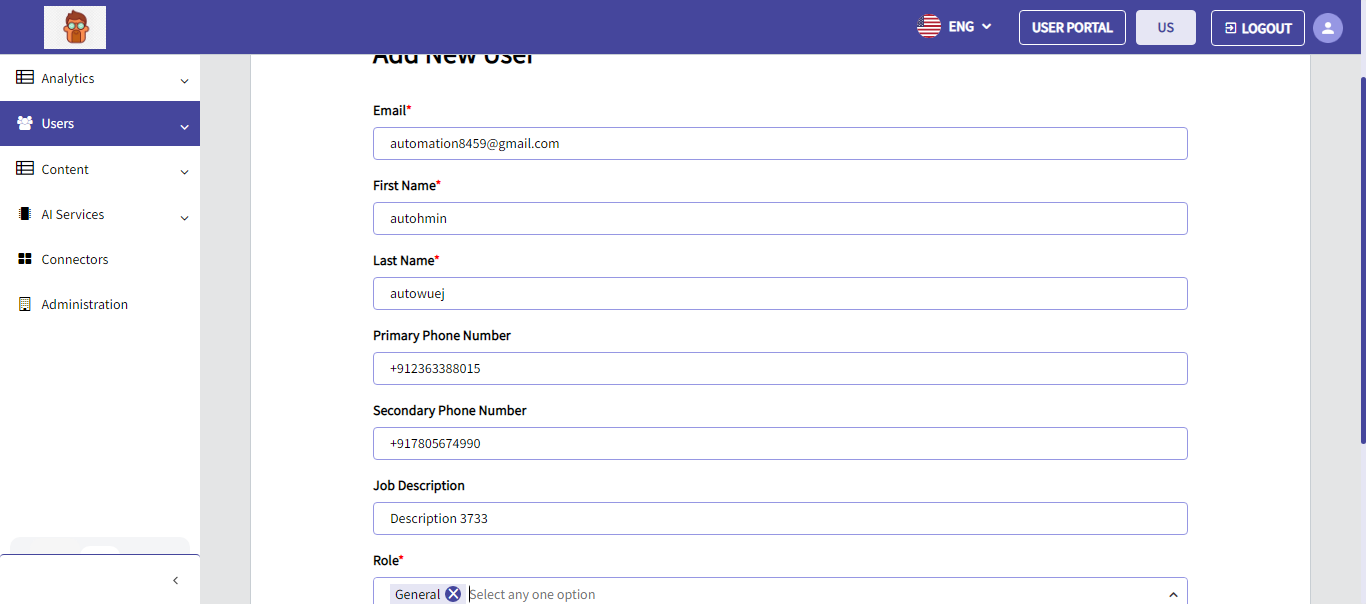 ENG
USER PORTAL
US
LOGOUT
Analytics
Users
Content
AI Services
Connectors
Administration
Add New User
Email*
automation8459@gmail.com
First Name*
autohmin
Last Name*
autowuej
Primary Phone Number
+912363388015
Secondary Phone Number
+917805674990
Job Description
Description 3733
Role*
General Select any one option